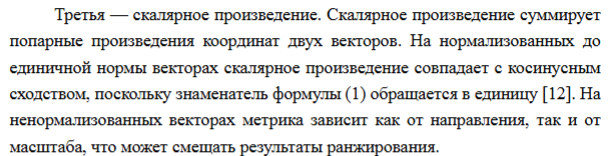 Третья — скалярное произведение. Скалярное произведение суммирует
попарные произведения координат двух векторов. На нормализованных до
единичной нормы векторах скалярное произведение совпадает с косинусным
сходством, поскольку знаменатель формулы (1) обращается в единицу [12]. На
ненормализованных векторах метрика зависит как от направления, так и от
масштаба, что может смещать результаты ранжирования.